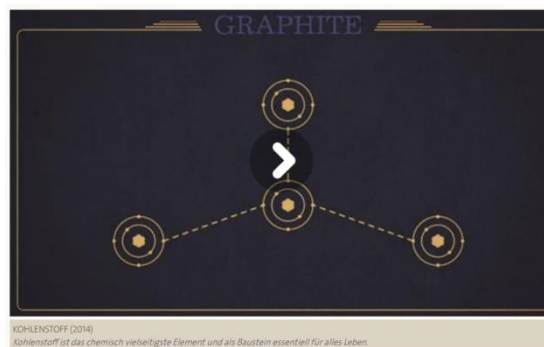 GRAPHITE
KOHLENSTOFF (2014)
Kohlenstoff ist das chemisch vielseitigste Element und als Baustein essentiell für alles Leben.